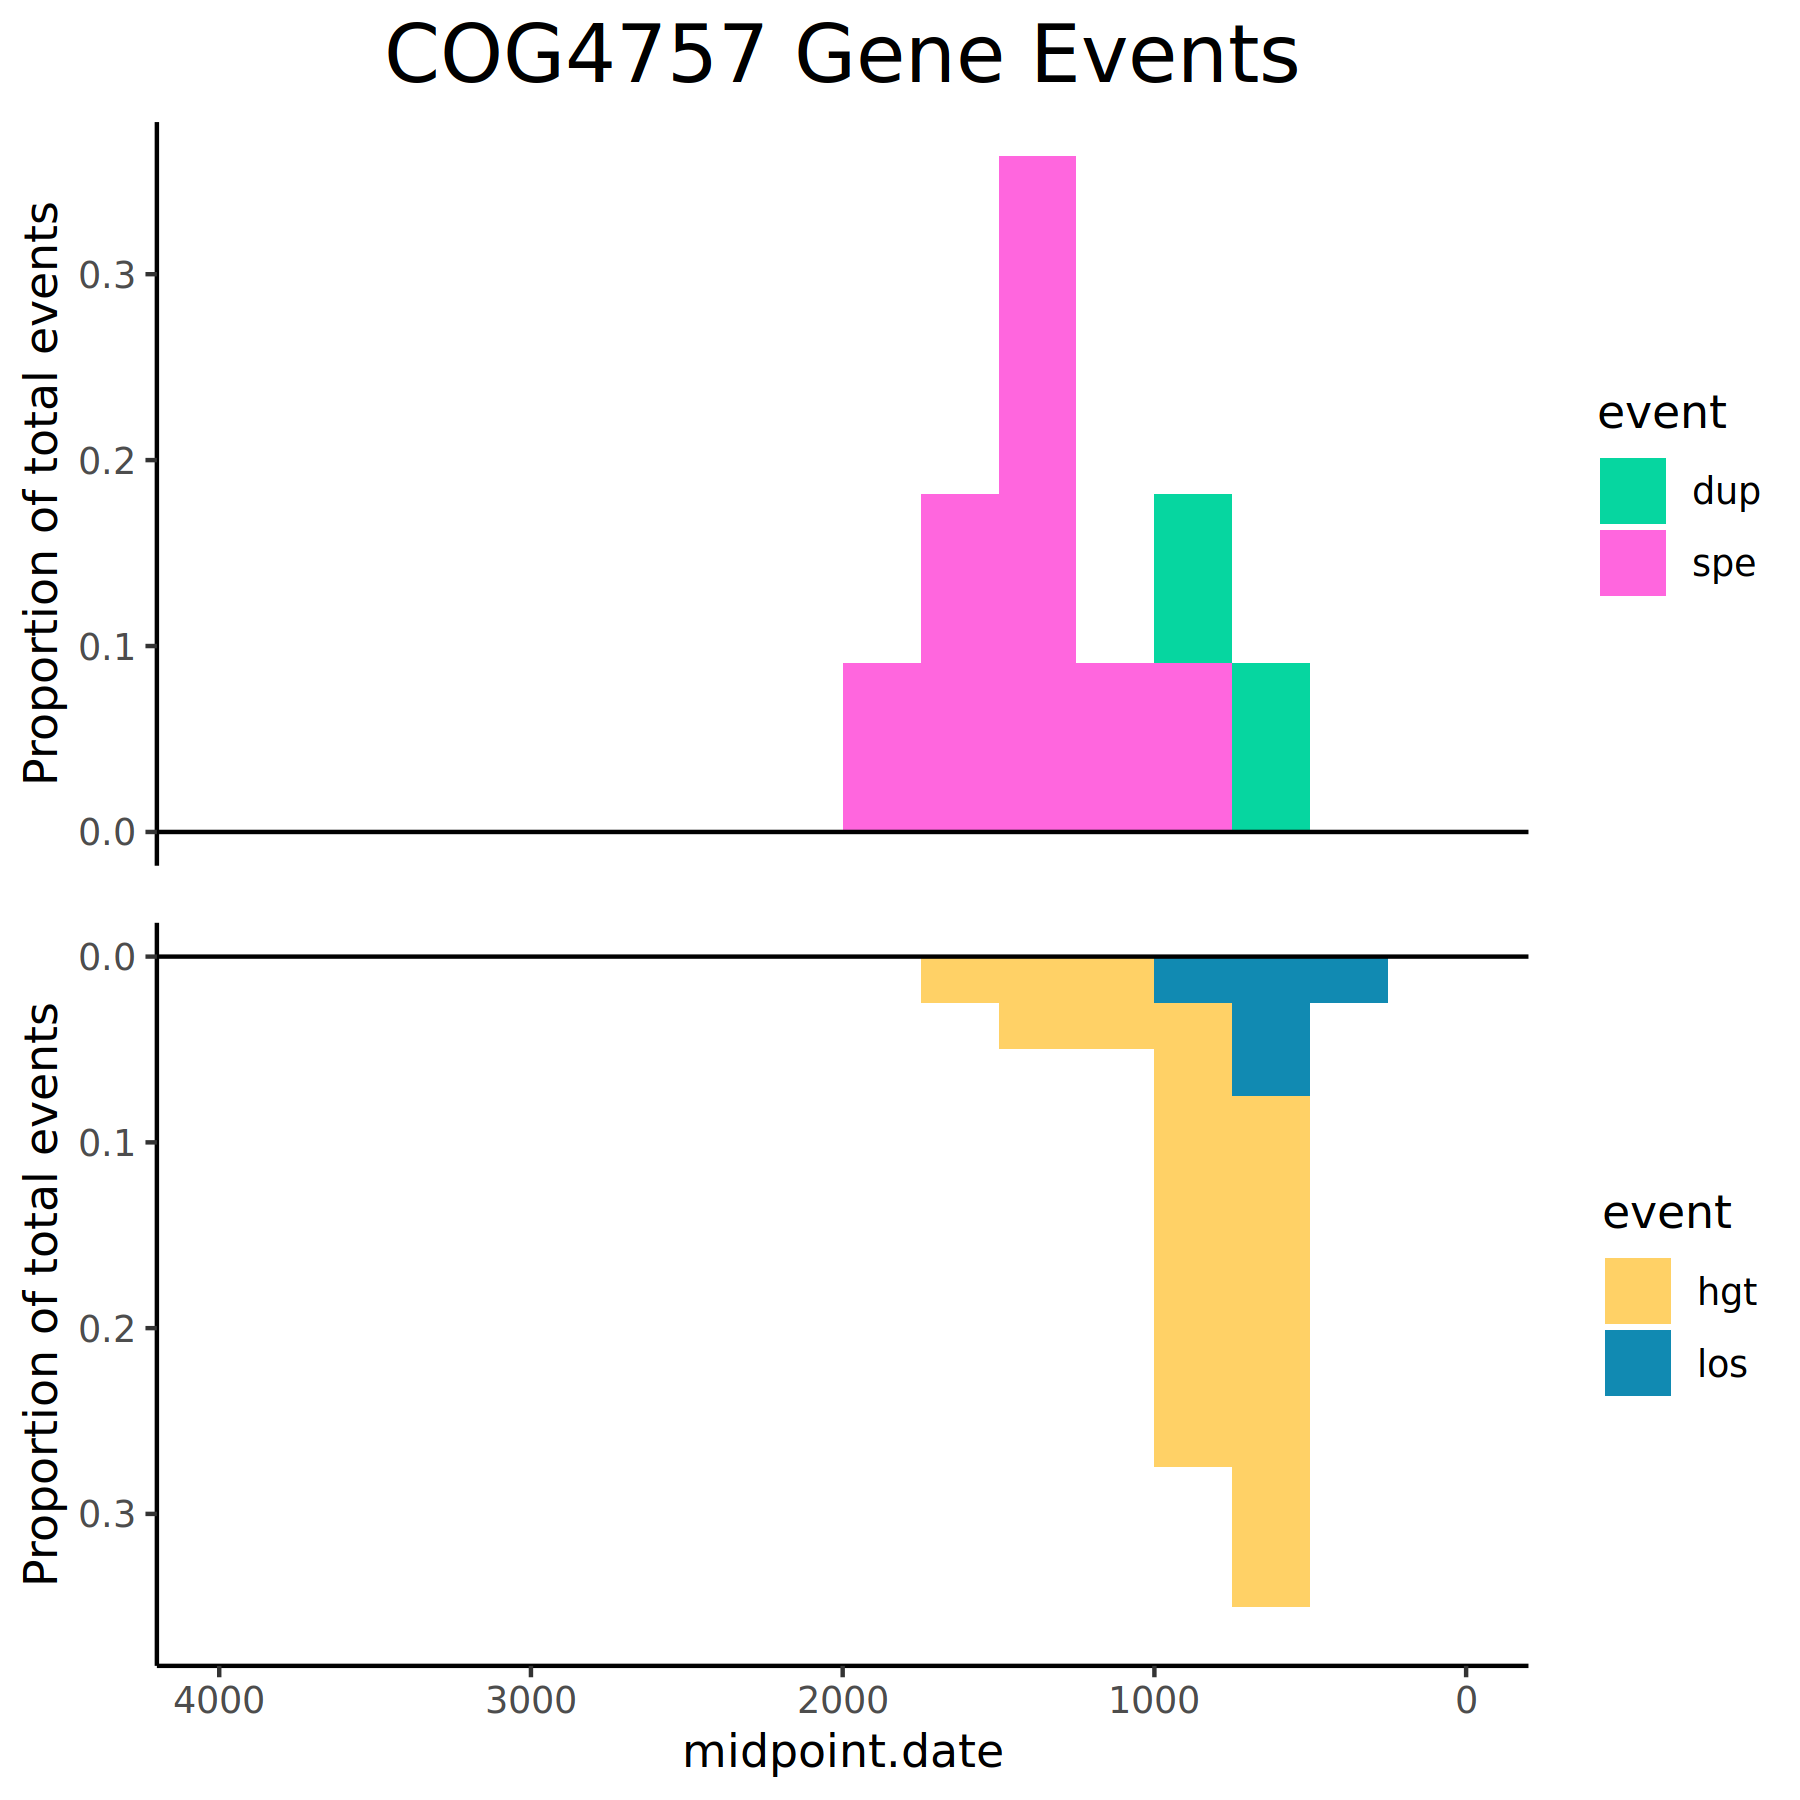 COG4757 Gene Events
Proportion of total events
0.3
0.2
0.1
0.0
event
dup
spe
Proportion of total events
0.0
0.1
0.2
0.3
event
hgt
los
4000 3000 2000 1000 0
midpoint.date